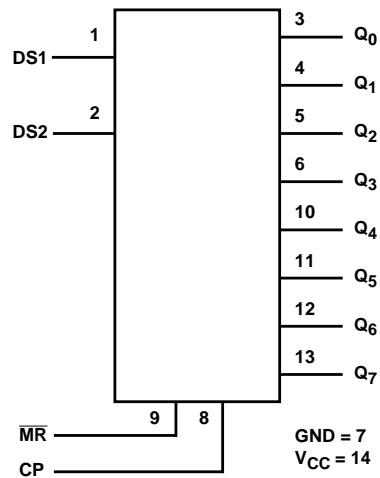 1 3 Q0
DS1
4 Q1
2 5 Q2
DS2
6 Q3
10 Q4
11 Q5
12 Q6
13 Q7
9 8
MR
CP
GND = 7
VCC = 14